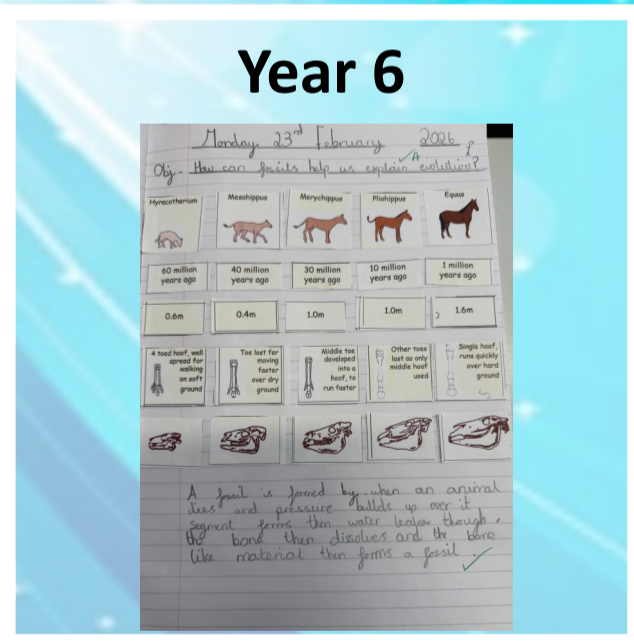 Year 6
Monday 23rd February 2026
Obj- How can fossils help us explain evolution?
A
Hyracotherium Mesohippus Merychippus Pliohippus Equus
60 million years ago 40 million years ago 30 million years ago 10 million years ago 1 million years ago
0.6m 0.4m 1.0m 1.0m 1.6m
4 toed hoof, well spread for walking on soft ground
Toe lost for moving faster over dry ground
Middle toe developed into a hoof, to run faster
Other toes lost as only middle hoof used
Single hoof, runs quickly over hard ground
A fossil is formed by when an animal
dies and pressure builds up over it
segment forms then water leakes though.
the bone then dissolves and the bone
like material then forms a fossil.